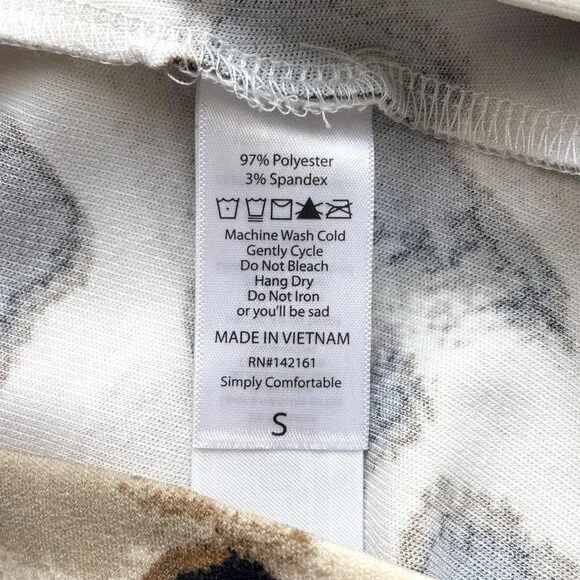 97% Polyester
3% Spandex
Machine Wash Cold
Gently Cycle
Do Not Bleach
Hang Dry
Do Not Iron
or you'll be sad
MADE IN VIETNAM
RN#142161
Simply Comfortable
S